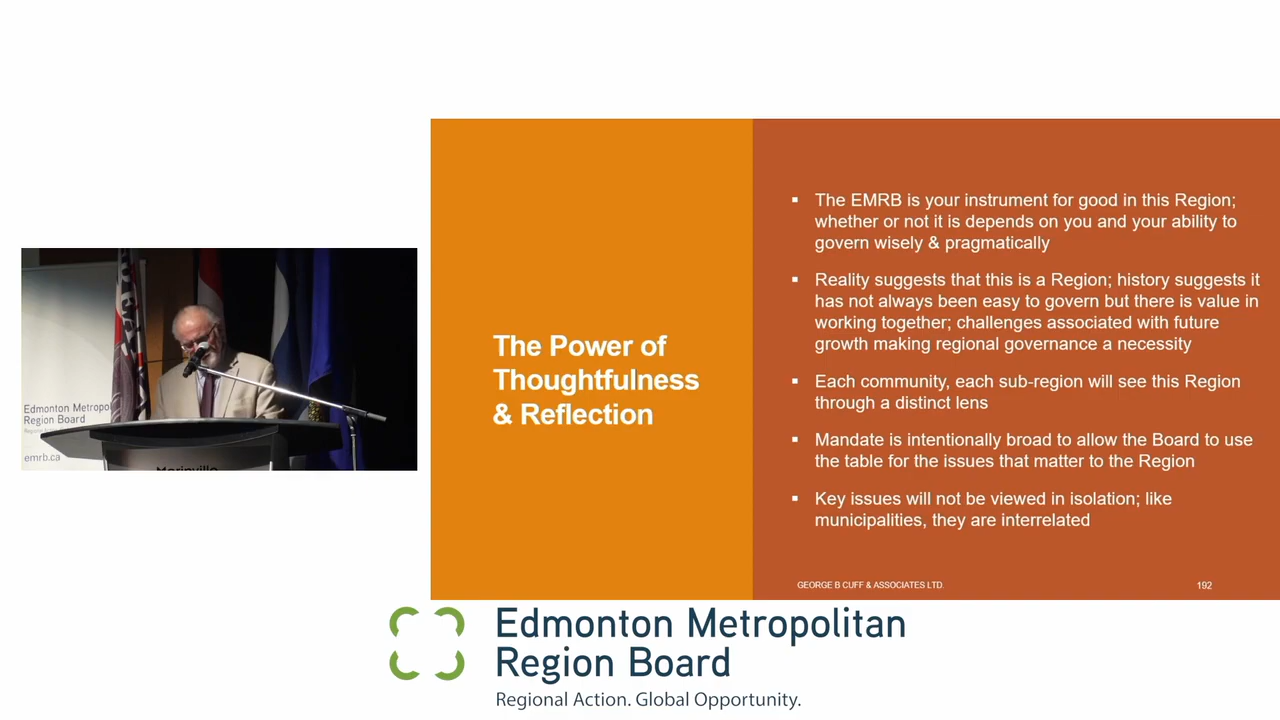 The Power of
Thoughtfulness
& Reflection
▪ The EMRB is your instrument for good in this Region;
whether or not it is depends on you and your ability to
govern wisely & pragmatically
▪ Reality suggests that this is a Region; history suggests it
has not always been easy to govern but there is value in
working together; challenges associated with future
growth making regional governance a necessity
▪ Each community, each sub-region will see this Region
through a distinct lens
▪ Mandate is intentionally broad to allow the Board to use
the table for the issues that matter to the Region
▪ Key issues will not be viewed in isolation; like
municipalities, they are interrelated
GEORGE B CUFF & ASSOCIATES LTD.
192
Edmonton Metropol
Region Board
emrb.ca
Morinville
Edmonton Metropolitan
Region Board
Regional Action. Global Opportunity.